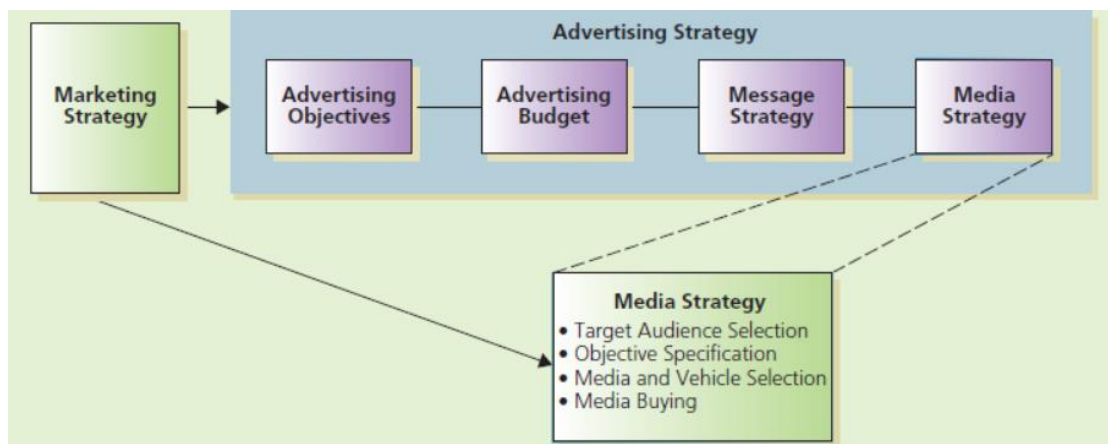 Advertising Strategy
Marketing
Strategy
Advertising
Objectives
Advertising
Budget
Message
Strategy
Media
Strategy
Media Strategy
• Target Audience Selection
• Objective Specification
• Media and Vehicle Selection
• Media Buying